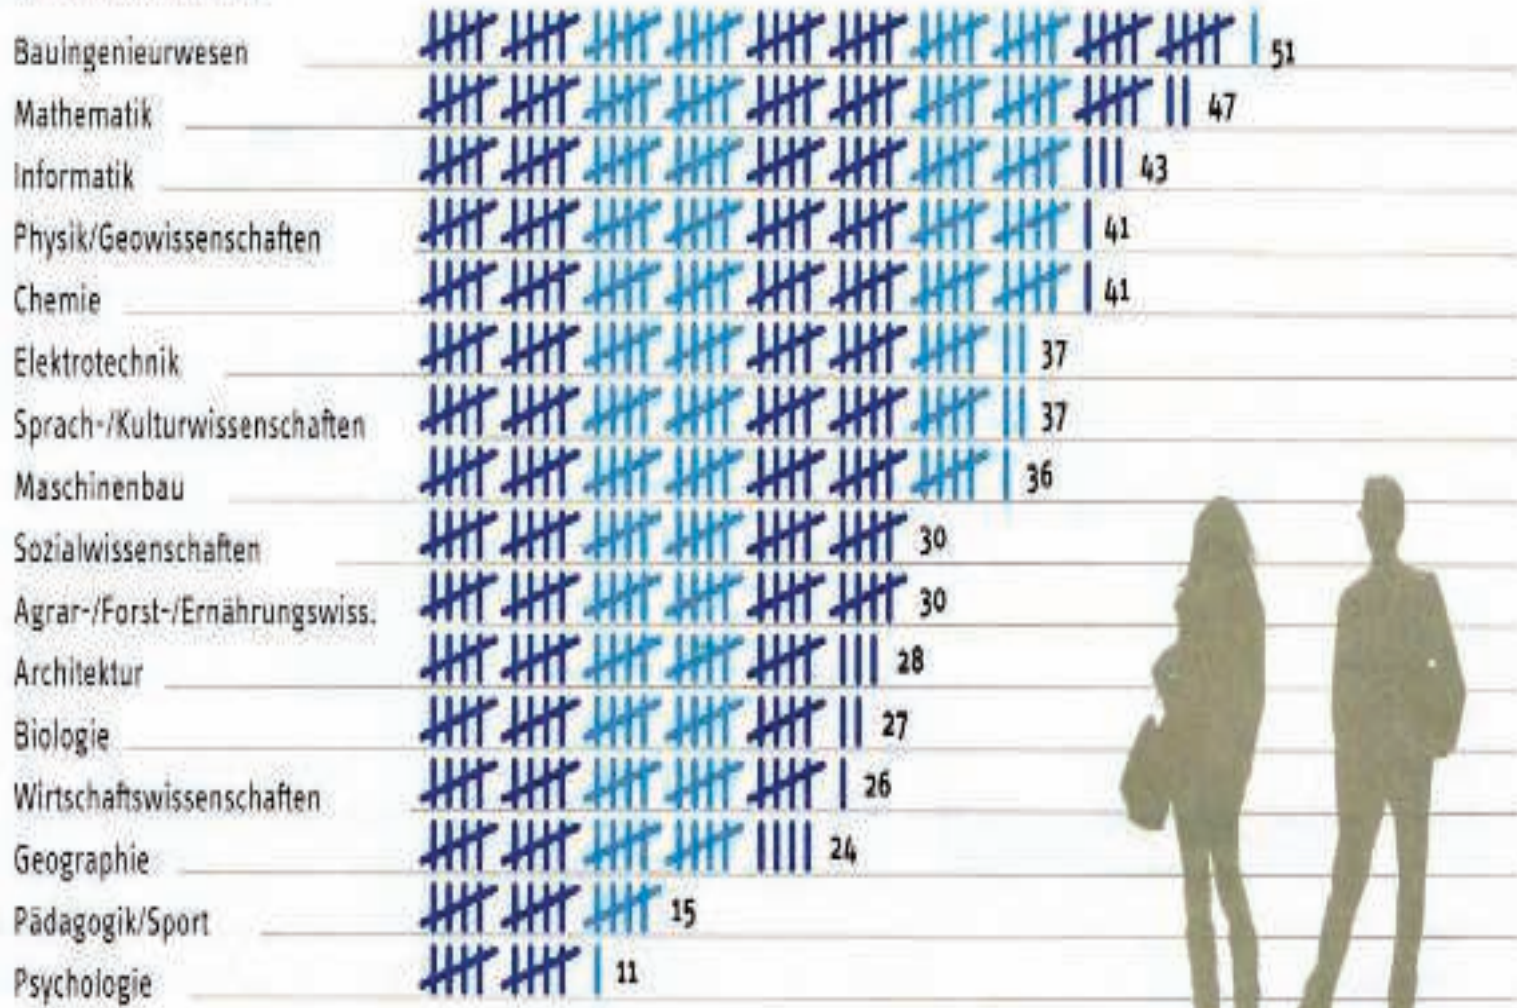 Bauingenieurwesen 51
Mathematik 47
Informatik 43
Physik/Geowissenschaften 41
Chemie 41
Elektrotechnik 37
Sprach-/Kulturwissenschaften 37
Maschinenbau 36
Sozialwissenschaften 30
Agrar-/Forst-/Ernährungswiss. 30
Architektur 28
Biologie 27
Wirtschaftswissenschaften 26
Geographie 24
Pädagogik/Sport 15
Psychologie 11